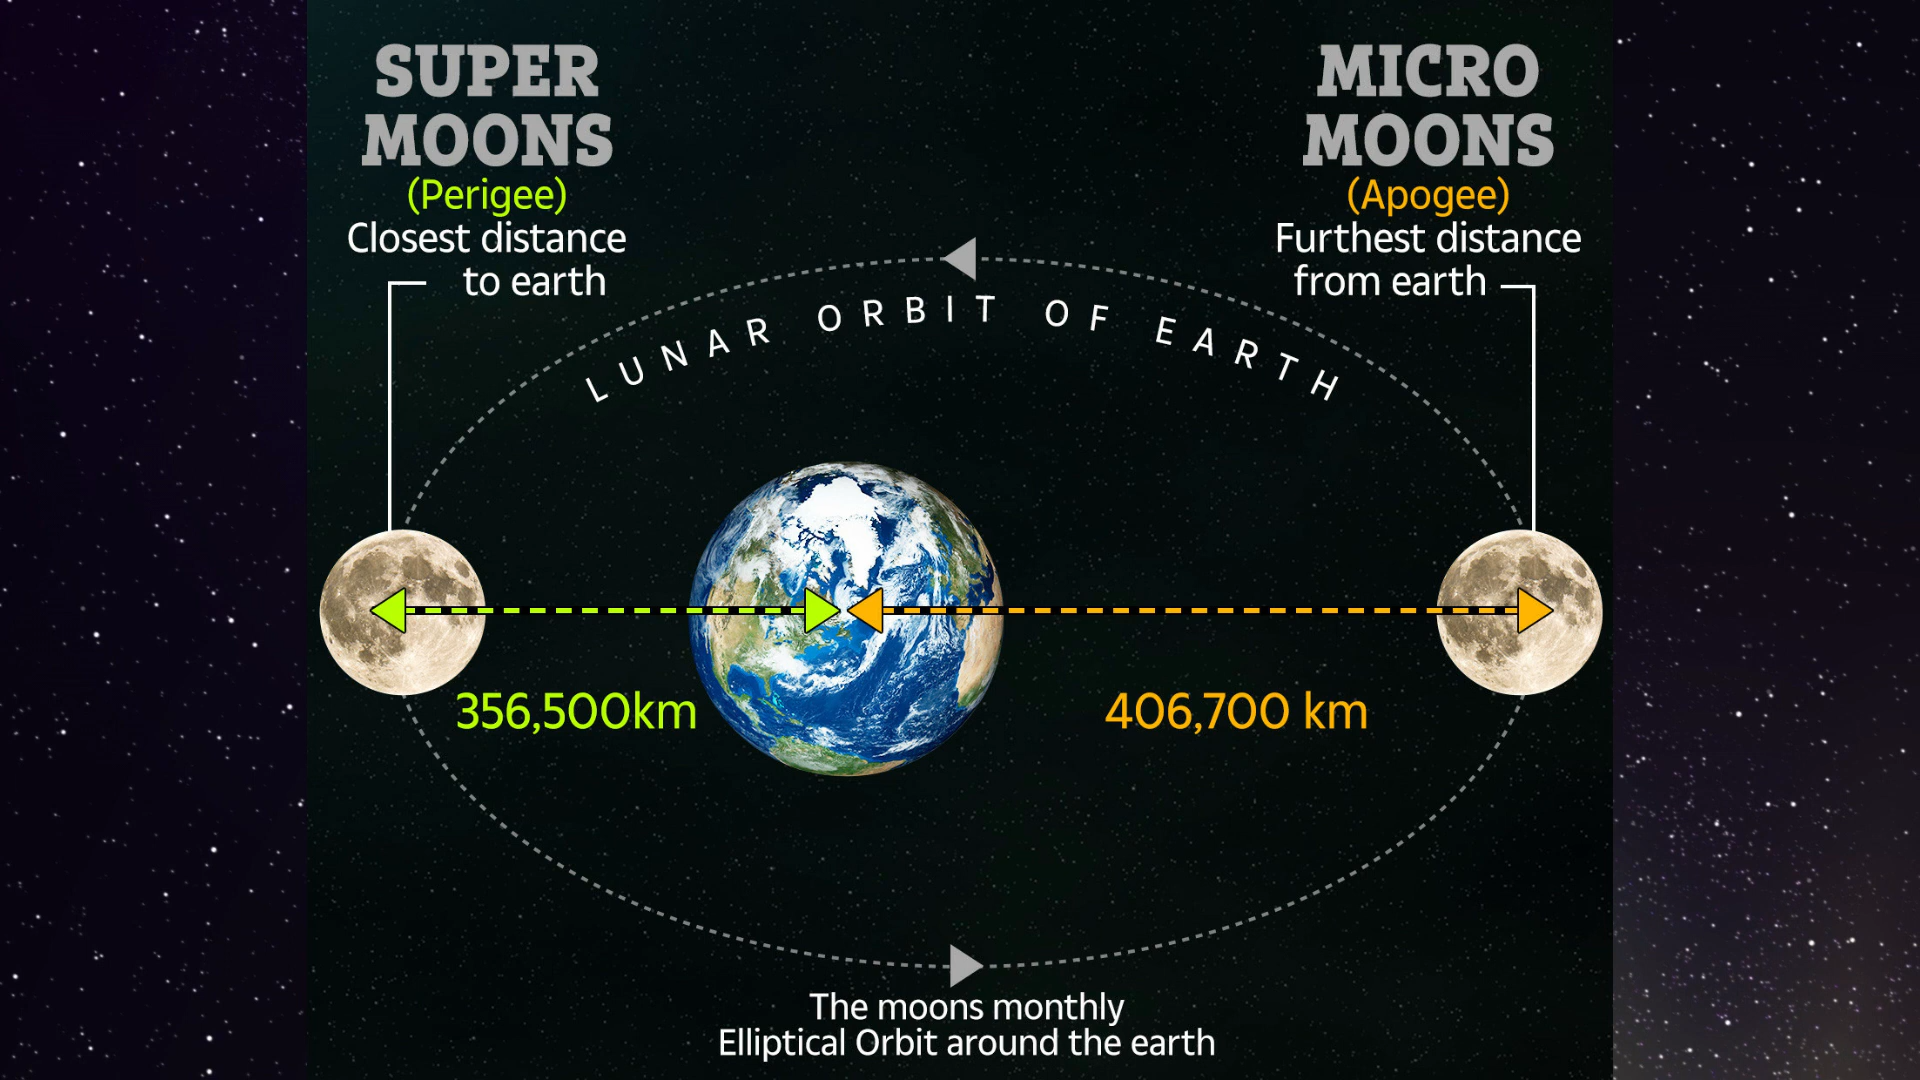 SUPER
MOONS
(Perigee)
Closest distance
to earth
MICRO
MOONS
(Apogee)
Furthest distance
from earth
LUNAR ORBIT OF EARTH
356,500km
406,700 km
The moons monthly
Elliptical Orbit around the earth